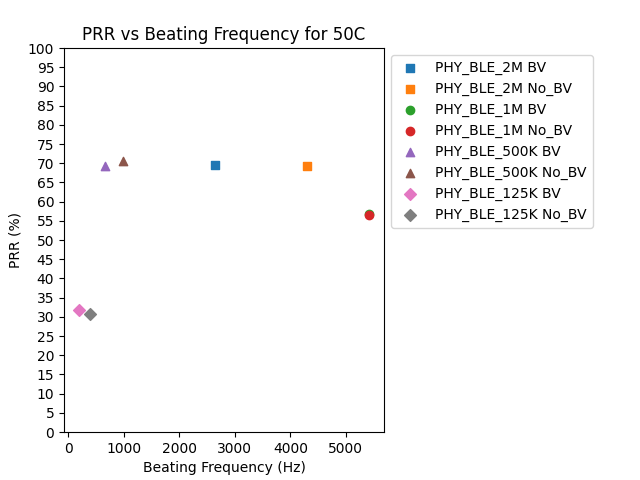 PRR vs Beating Frequency for 50C
100
95
90
85
80
75
70
65
60
55
50
45
40
35
30
25
20
15
10
5
0
PRR (%)
0 1000 2000 3000 4000 5000
Beating Frequency (Hz)
PHY_BLE_2M BV
PHY_BLE_2M No_BV
PHY_BLE_1M BV
PHY_BLE_1M No_BV
PHY_BLE_500K BV
PHY_BLE_500K No_BV
PHY_BLE_125K BV
PHY_BLE_125K No_BV